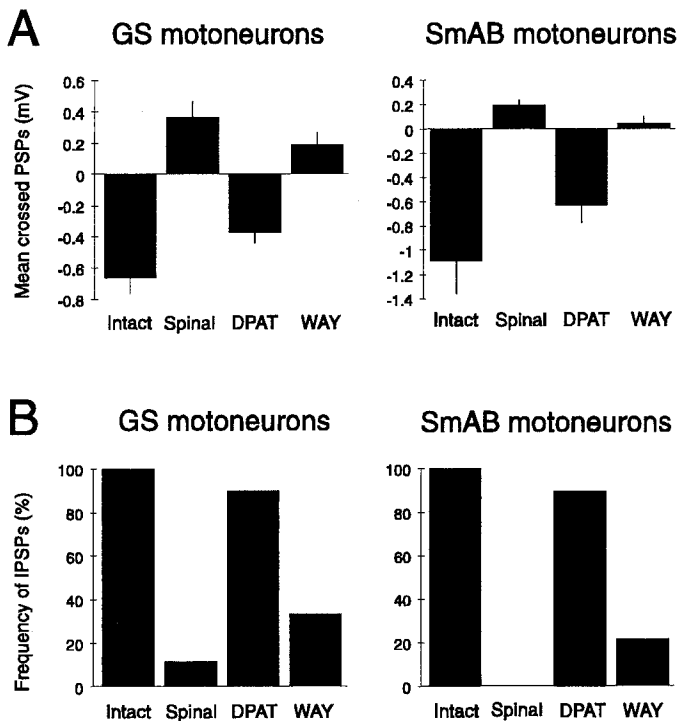 A
GS motoneurons
SmAB motoneurons
Mean crossed PSPs (mV)
0.6
0.4
0.2
0
-0.2
-0.4
-0.6
-0.8
Intact Spinal DPAT WAY
0.4
0.2
0
-0.2
-0.4
-0.6
-0.8
-1
-1.2
-1.4
Intact Spinal DPAT WAY
B
GS motoneurons
SmAB motoneurons
Frequency of IPSPs (%)
100
80
60
40
20
0
Intact Spinal DPAT WAY
100
80
60
40
20
0
Intact Spinal DPAT WAY